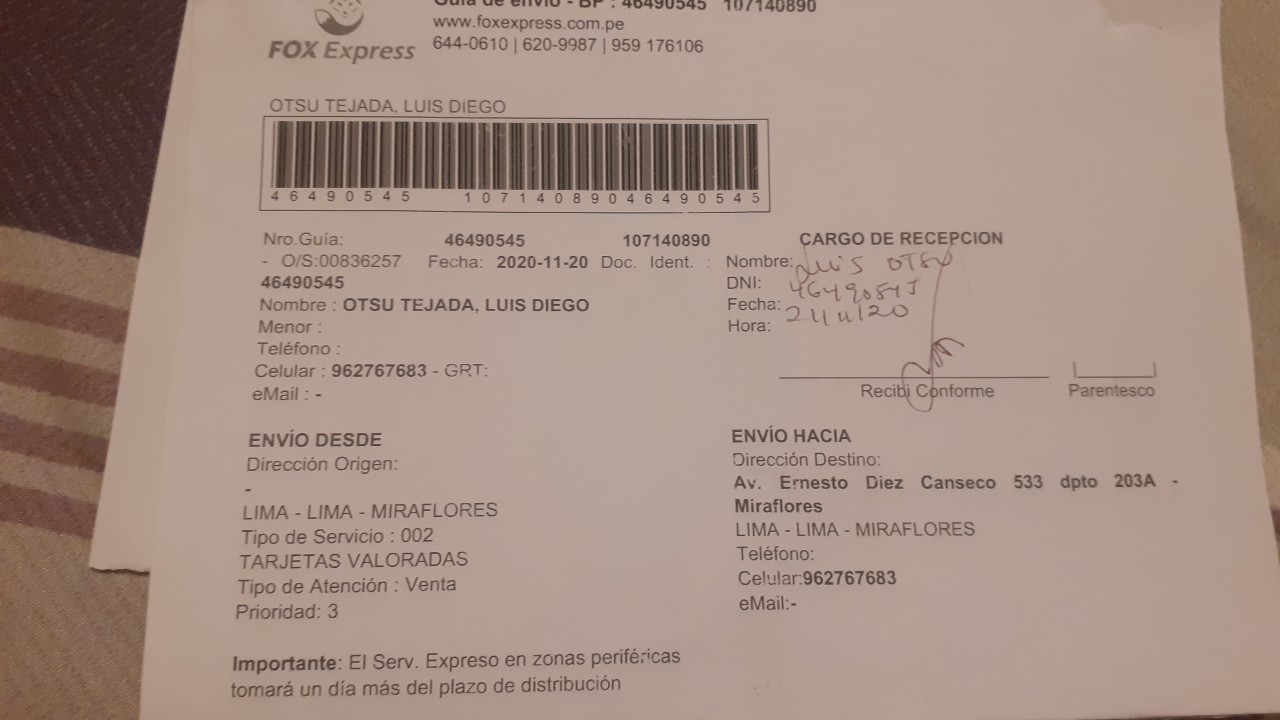 Guía de envío - BP : 46490545 107140890
www.foxexpress.com.pe
FOX Express
644-0610 | 620-9987 | 959 176106
OTSU TEJADA, LUIS DIEGO
46490545 10714089046490545
Nro.Guía: 46490545 107140890
- O/S:00836257 Fecha: 2020-11-20 Doc. Ident. :
46490545
Nombre : OTSU TEJADA, LUIS DIEGO
Menor :
Teléfono :
Celular : 962767683 - GRT:
eMail : -
CARGO DE RECEPCION
Nombre: Luis OTSU
DNI: 46490545
Fecha: 21/11/20
Hora:
Recibi Conforme
Parentesco
ENVÍO DESDE
Dirección Origen:
-
LIMA - LIMA - MIRAFLORES
Tipo de Servicio : 002
TARJETAS VALORADAS
Tipo de Atención : Venta
Prioridad: 3
ENVÍO HACIA
Dirección Destino:
Av. Ernesto Diez Canseco 533 dpto 203A -
Miraflores
LIMA - LIMA - MIRAFLORES
Teléfono:
Celular:962767683
eMail:-
Importante: El Serv. Expreso en zonas periféricas
tomará un día más del plazo de distribución